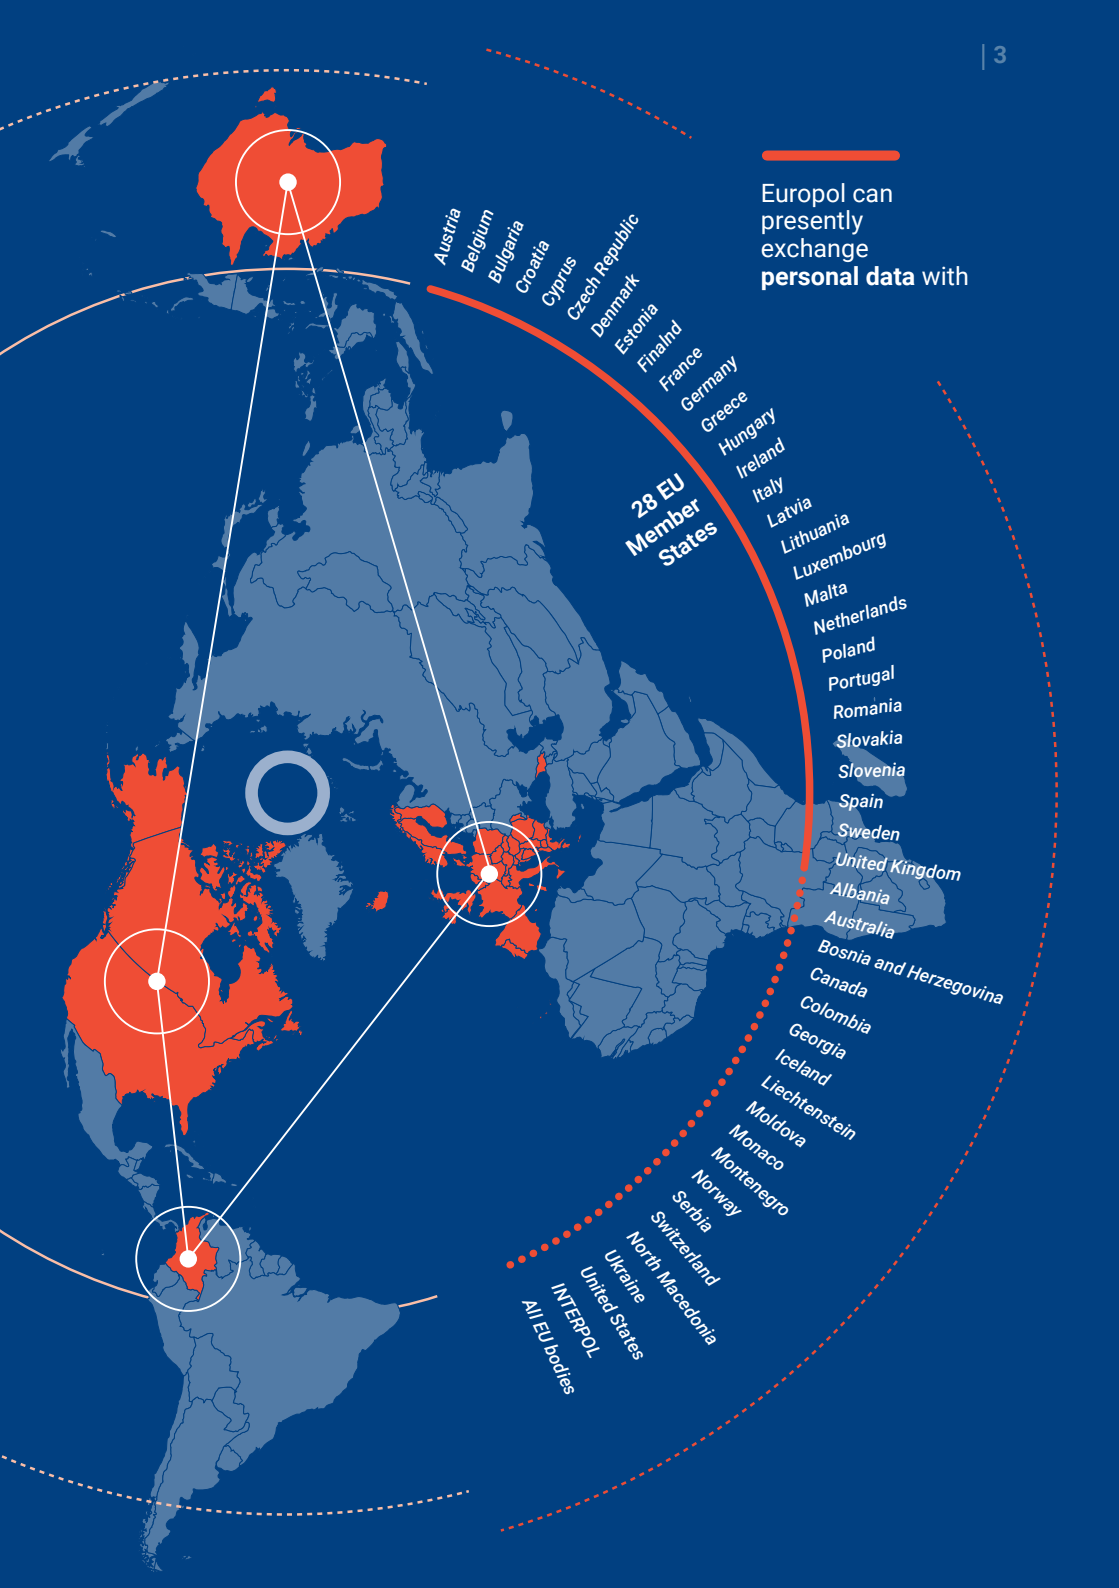 | 3
Europol can
presently
exchange
personal data with
28 EU
Member
States
Austria
Belgium
Bulgaria
Croatia
Cyprus
Czech Republic
Denmark
Estonia
Finalnd
France
Germany
Greece
Hungary
Ireland
Italy
Latvia
Lithuania
Luxembourg
Malta
Netherlands
Poland
Portugal
Romania
Slovakia
Slovenia
Spain
Sweden
United Kingdom
Albania
Australia
Bosnia and Herzegovina
Canada
Colombia
Georgia
Iceland
Liechtenstein
Moldova
Monaco
Montenegro
Norway
Serbia
Switzerland
North Macedonia
Ukraine
United States
INTERPOL
All EU bodies